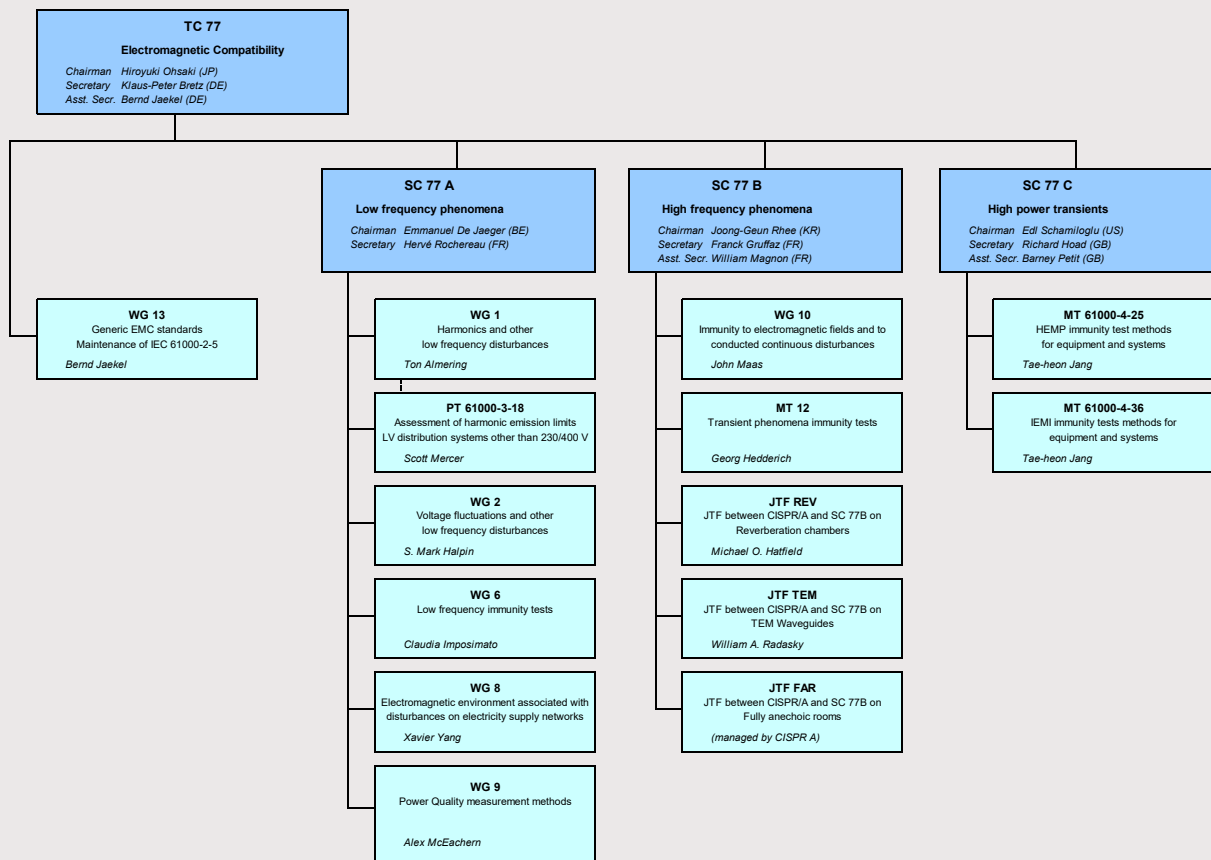 TC 77
Electromagnetic Compatibility
Chairman Hiroyuki Ohsaki (JP)
Secretary Klaus-Peter Bretz (DE)
Asst. Secr. Bernd Jaekel (DE)
SC 77 A
Low frequency phenomena
Chairman Emmanuel De Jaeger (BE)
Secretary Hervé Rochereau (FR)
SC 77 B
High frequency phenomena
Chairman Joong-Geun Rhee (KR)
Secretary Franck Gruffaz (FR)
Asst. Secr. William Magnon (FR)
SC 77 C
High power transients
Chairman Edl Schamiloglu (US)
Secretary Richard Hoad (GB)
Asst. Secr. Barney Petit (GB)
WG 13
Generic EMC standards
Maintenance of IEC 61000-2-5
Bernd Jaekel
WG 1
Harmonics and other
low frequency disturbances
Ton Almering
PT 61000-3-18
Assessment of harmonic emission limits
LV distribution systems other than 230/400 V
Scott Mercer
WG 2
Voltage fluctuations and other
low frequency disturbances
S. Mark Halpin
WG 6
Low frequency immunity tests
Claudia Imposimato
WG 8
Electromagnetic environment associated with
disturbances on electricity supply networks
Xavier Yang
WG 9
Power Quality measurement methods
Alex McEachern
WG 10
Immunity to electromagnetic fields and to
conducted continuous disturbances
John Maas
MT 12
Transient phenomena immunity tests
Georg Hedderich
JTF REV
JTF between CISPR/A and SC 77B on
Reverberation chambers
Michael O. Hatfield
JTF TEM
JTF between CISPR/A and SC 77B on
TEM Waveguides
William A. Radasky
JTF FAR
JTF between CISPR/A and SC 77B on
Fully anechoic rooms
(managed by CISPR A)
MT 61000-4-25
HEMP immunity test methods
for equipment and systems
Tae-heon Jang
MT 61000-4-36
IEMI immunity tests methods for
equipment and systems
Tae-heon Jang